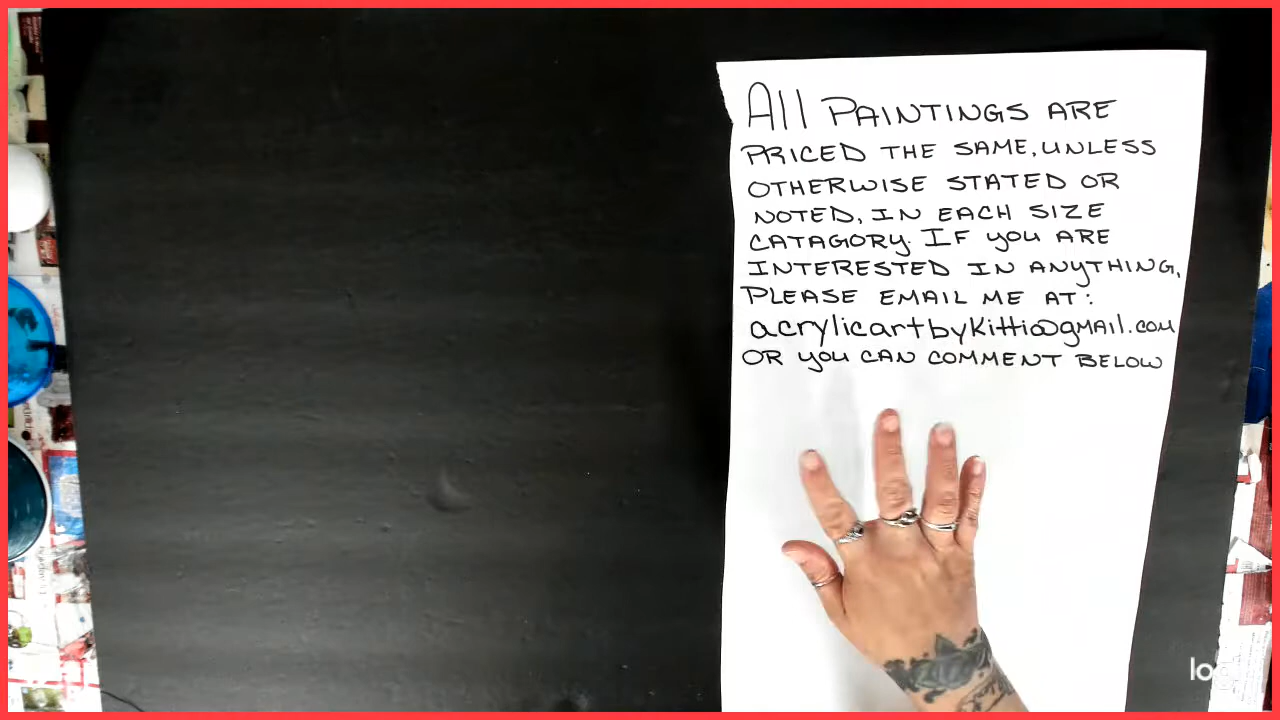 All PAINTINGS ARE
PRICED THE SAME, UNLESS
OTHERWISE STATED OR
NOTED, IN EACH SIZE
CATAGORY. IF YOU ARE
INTERESTED IN ANYTHING,
PLEASE EMAIL ME AT:
acrylicartbykitti@gmail.com
OR YOU CAN COMMENT BELOW